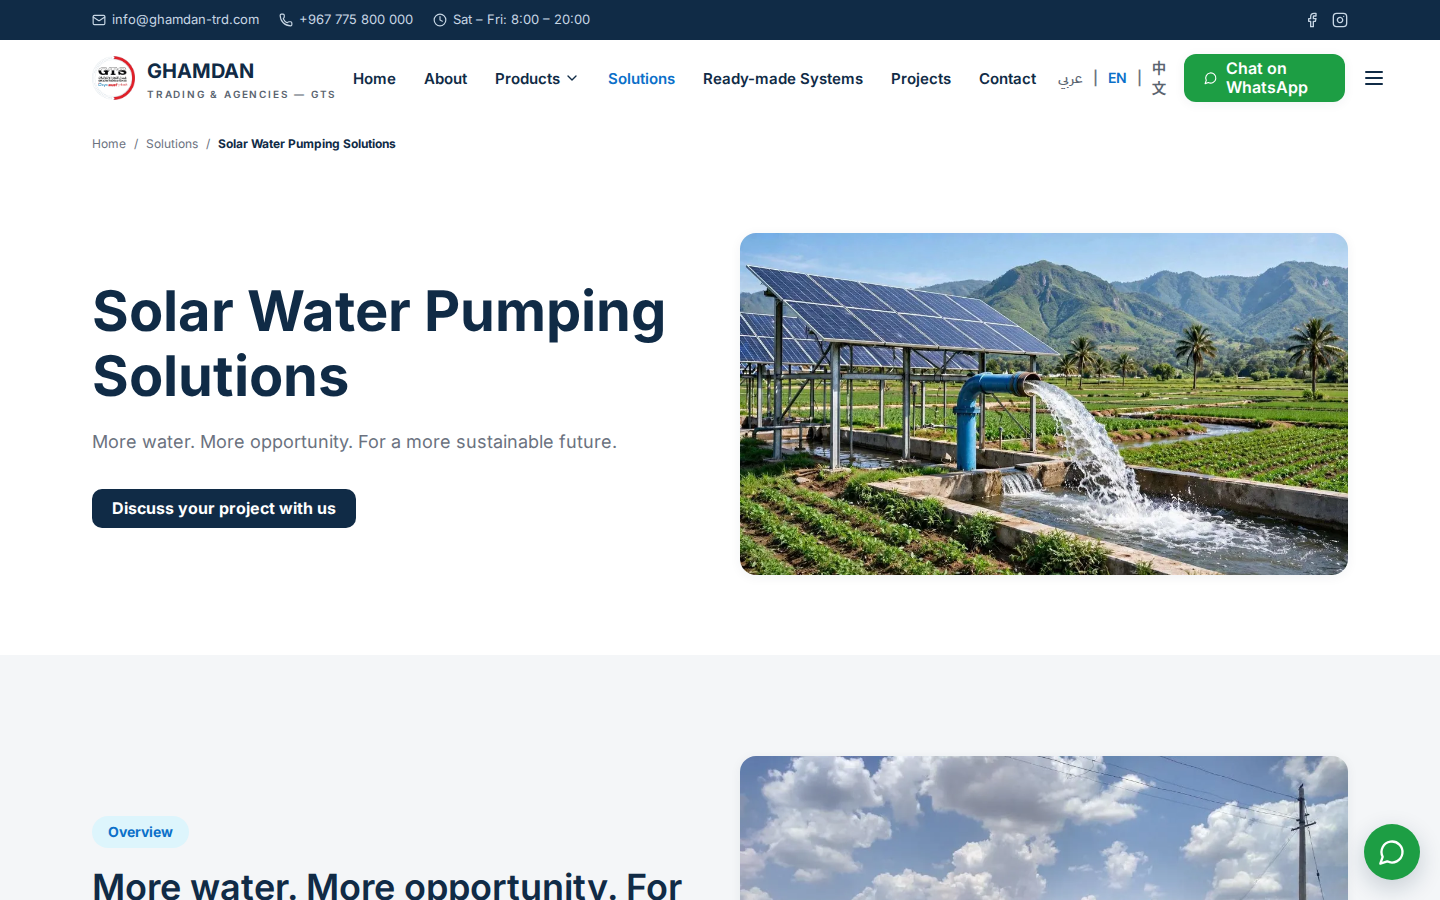 info@ghamdan-trd.com
+967 775 800 000
Sat – Fri: 8:00 – 20:00
GTS
GHAMDAN
TRADING & AGENCIES — GTS
Home
About
Products
Solutions
Ready-made Systems
Projects
Contact
عربي | EN | 中文
Chat on
WhatsApp
Home / Solutions / Solar Water Pumping Solutions
Solar Water Pumping
Solutions
More water. More opportunity. For a more sustainable future.
Discuss your project with us
Overview
More water. More opportunity. For